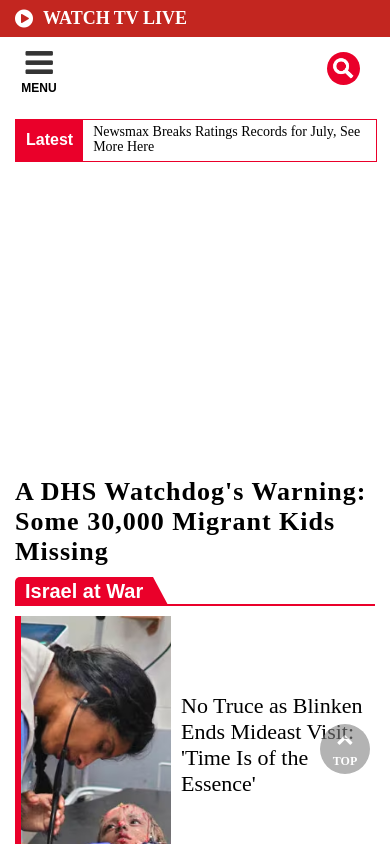 WATCH TV LIVE
MENU
Latest
Newsmax Breaks Ratings Records for July, See
More Here
A DHS Watchdog's Warning:
Some 30,000 Migrant Kids
Missing
Israel at War
No Truce as Blinken
Ends Mideast Visit:
'Time Is of the
Essence'
TOP